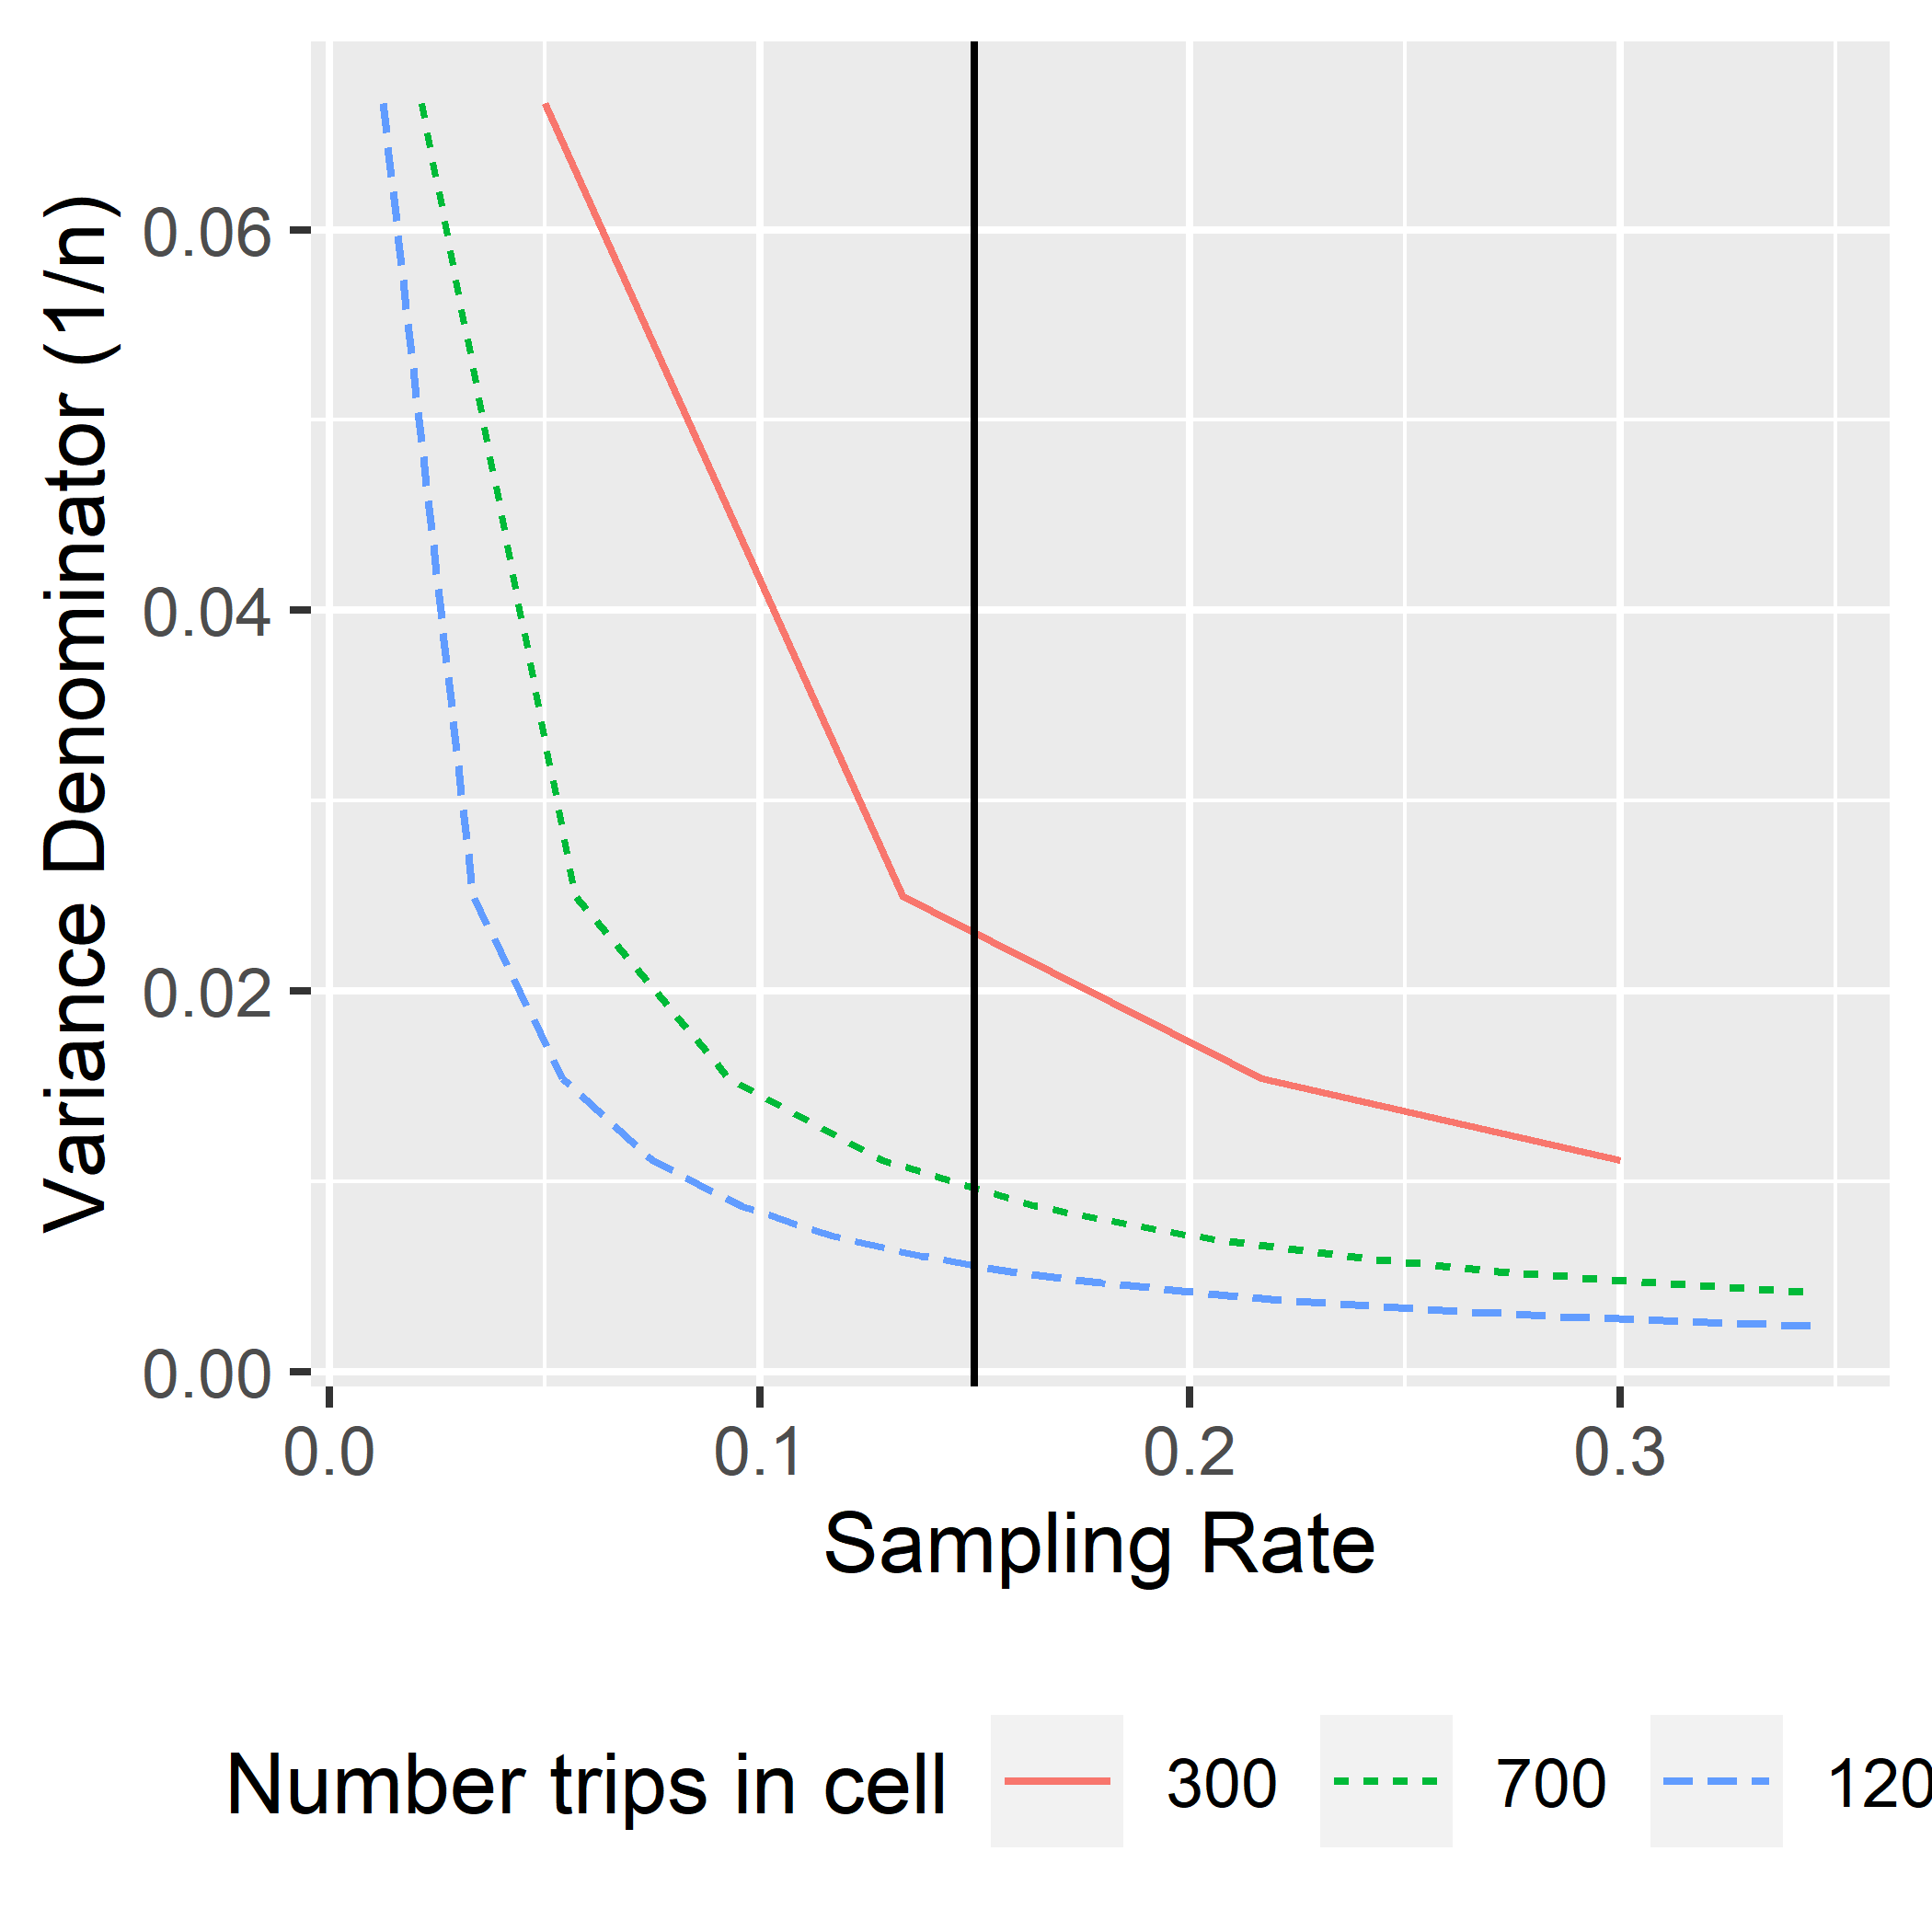 Variance Denominator (1/n)
0.06
0.04
0.02
0.00
0.0 0.1 0.2 0.3
Sampling Rate
Number trips in cell 300 700 120